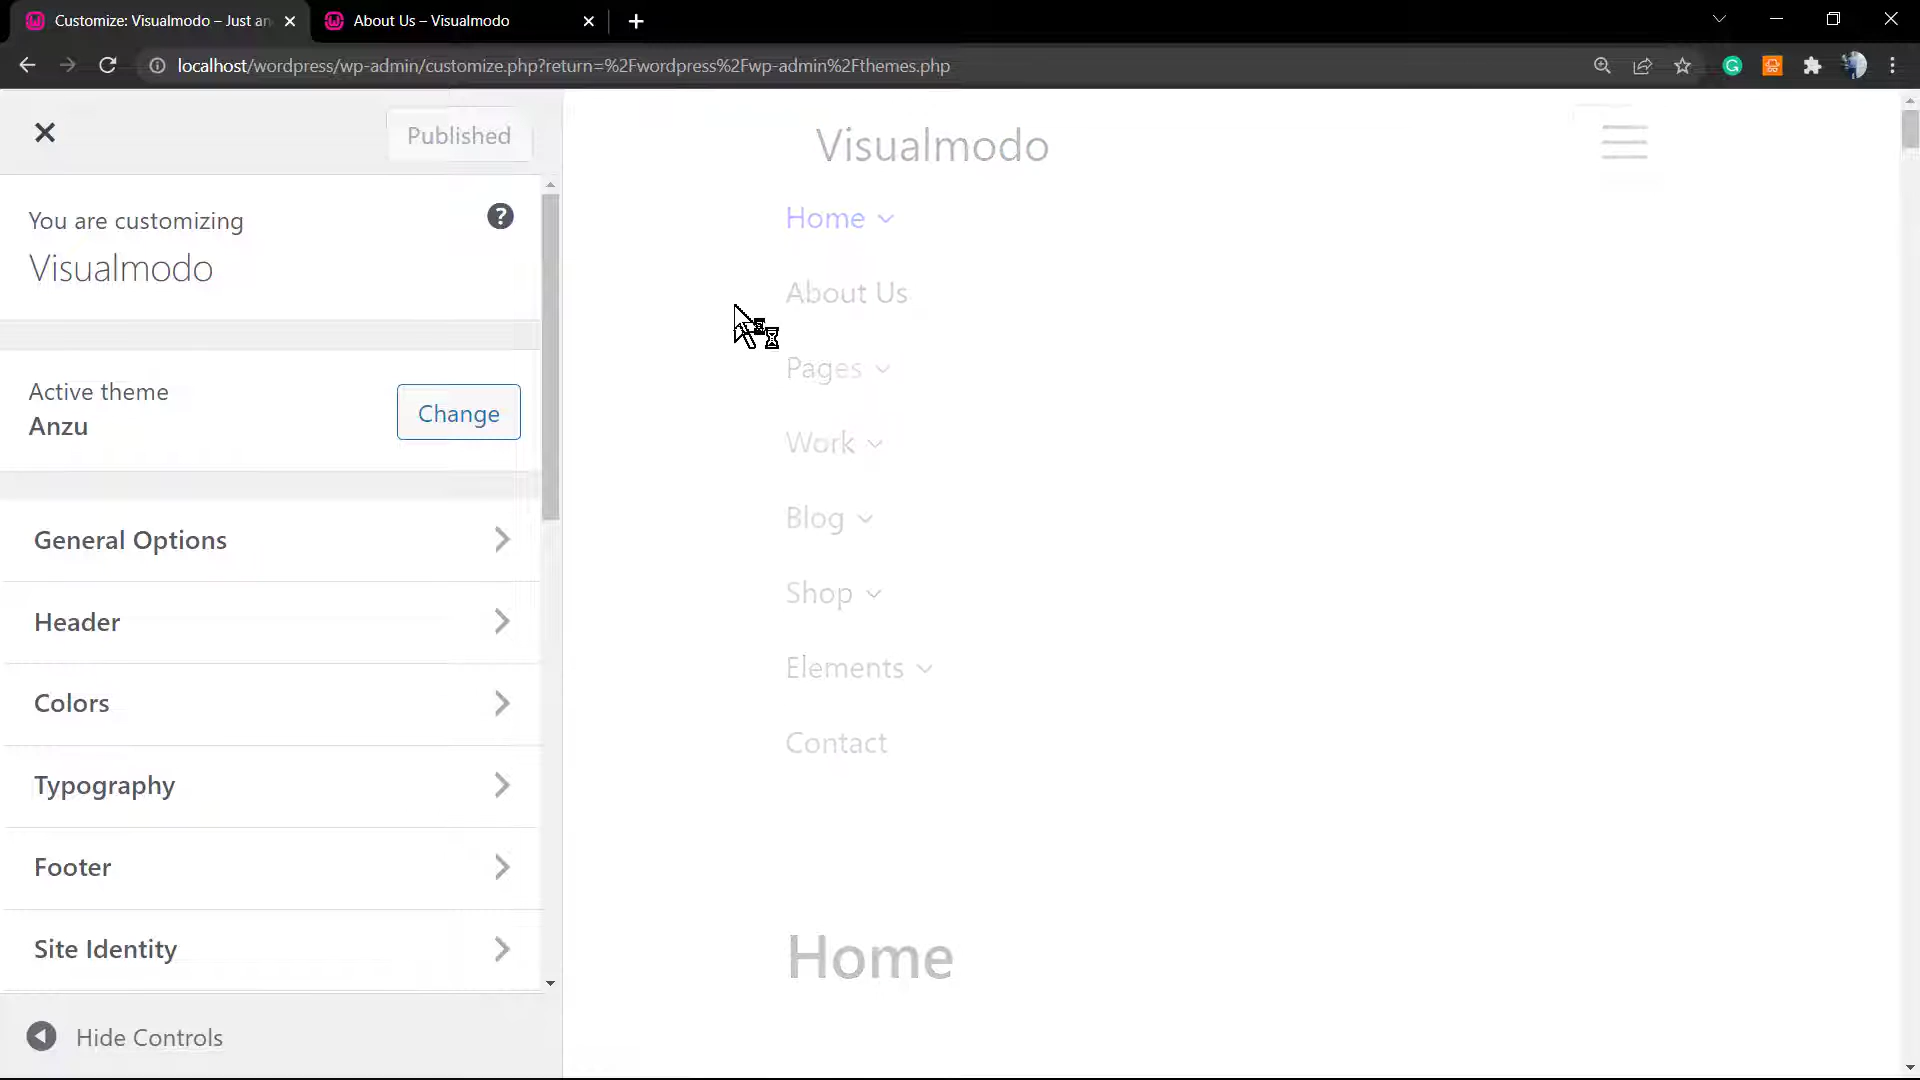 Customize: Visualmodo – Just an
About Us – Visualmodo
localhost/wordpress/wp-admin/customize.php?return=%2Fwordpress%2Fwp-admin%2Fthemes.php
Published
You are customizing
Visualmodo
Active theme
Anzu
Change
General Options
Header
Colors
Typography
Footer
Site Identity
Hide Controls
Visualmodo
Home
About Us
Pages
Work
Blog
Shop
Elements
Contact
Home